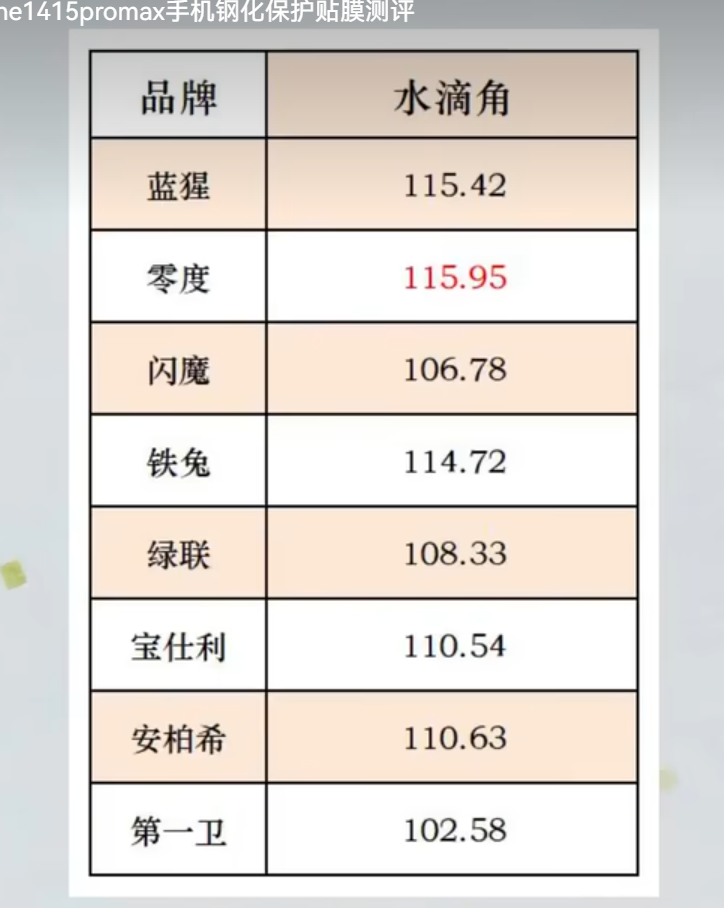 ne1415promax手机钢化保护贴膜测评
品牌 水滴角
蓝猩 115.42
零度 115.95
闪魔 106.78
铁兔 114.72
绿联 108.33
宝仕利 110.54
安柏希 110.63
第一卫 102.58